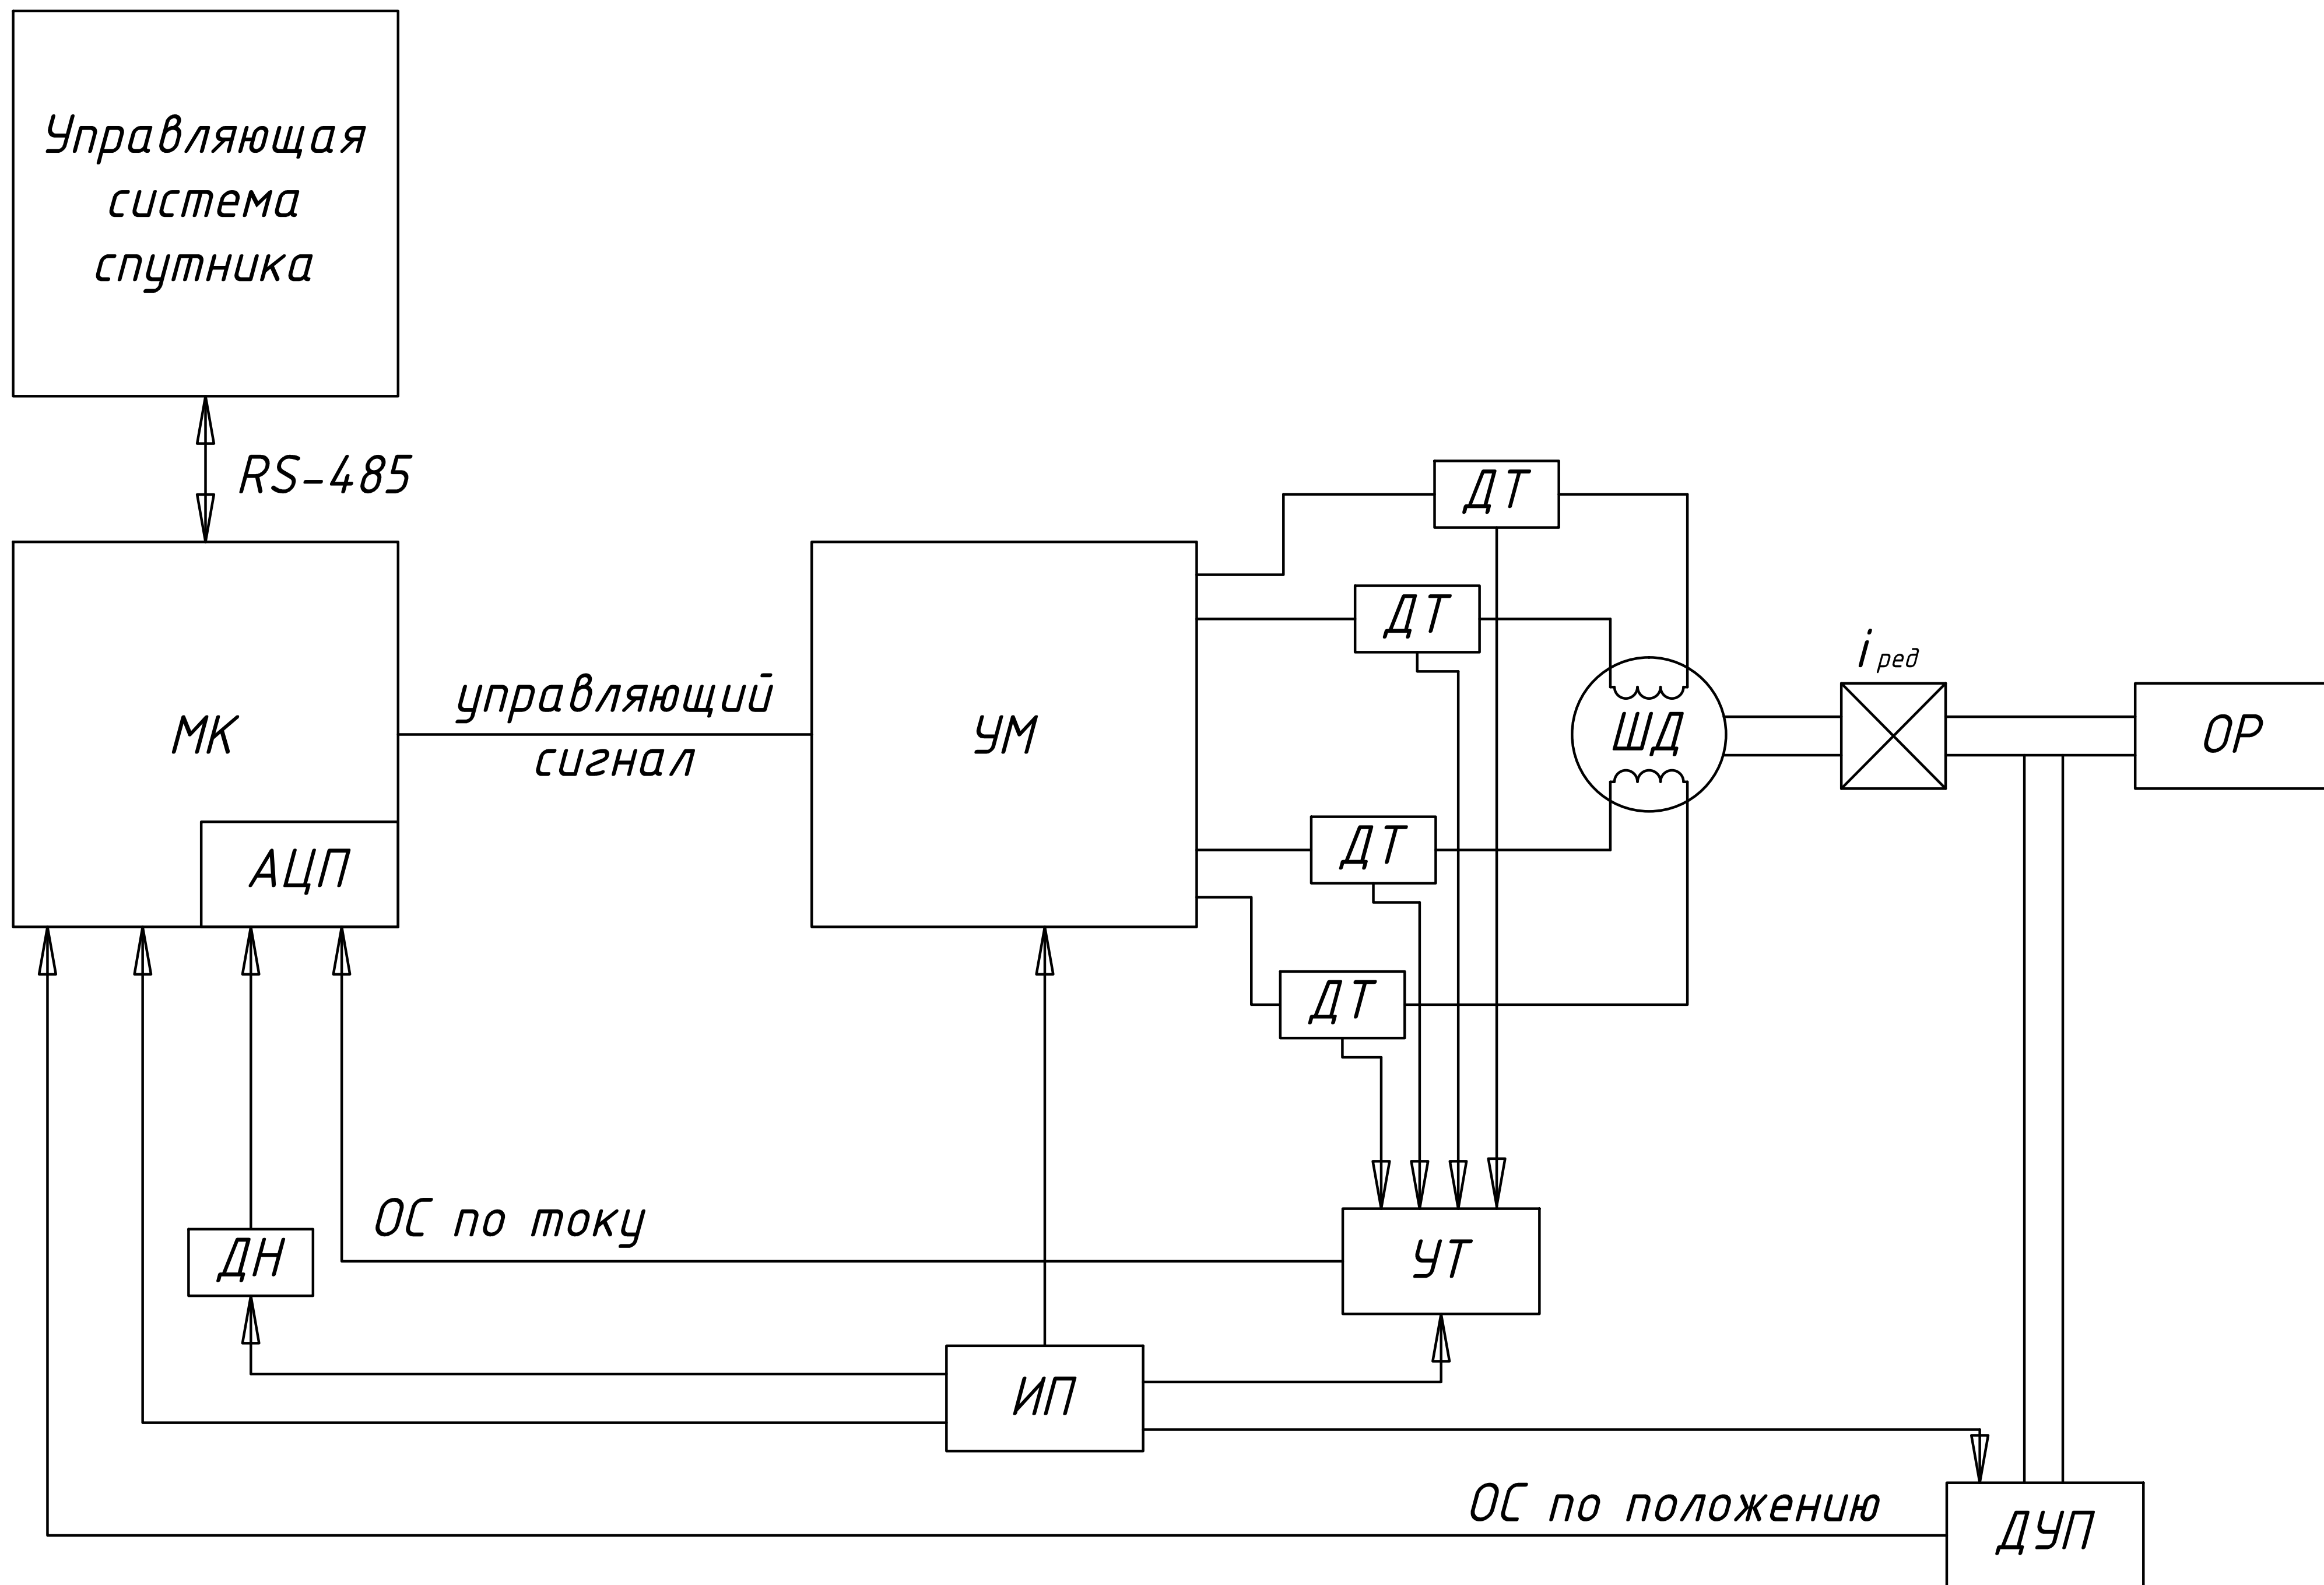 Управляющая
система
спутника
RS-485
ДТ
ДТ
i ред
управляющий
сигнал
МК
УМ
ШД
ОР
АЦП
ДТ
ДТ
ОС по току
ДН
УТ
ИП
ОС по положению
ДУП